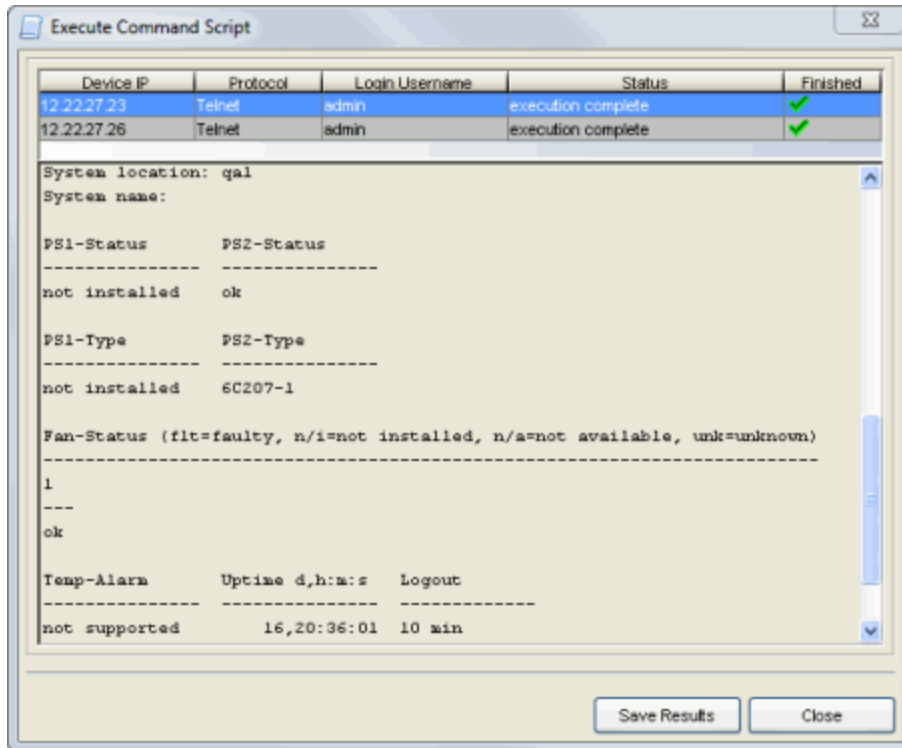 Execute Command Script
Device IP Protocol Login Username Status Finished
12.22.27.23 Telnet admin execution complete
12.22.27.26 Telnet admin execution complete
System location: qal
System name:
PS1-Status PS2-Status
--------------- ---------------
not installed ok
PS1-Type PS2-Type
--------------- ---------------
not installed 6C207-1
Fan-Status (flt=faulty, n/i=not installed, n/a=not available, unk=unknown)
--------------------------------------------------------------------------
1
---
ok
Temp-Alarm Uptime d,h:m:s Logout
--------------- --------------- -------------
not supported 16,20:36:01 10 min
Save Results Close